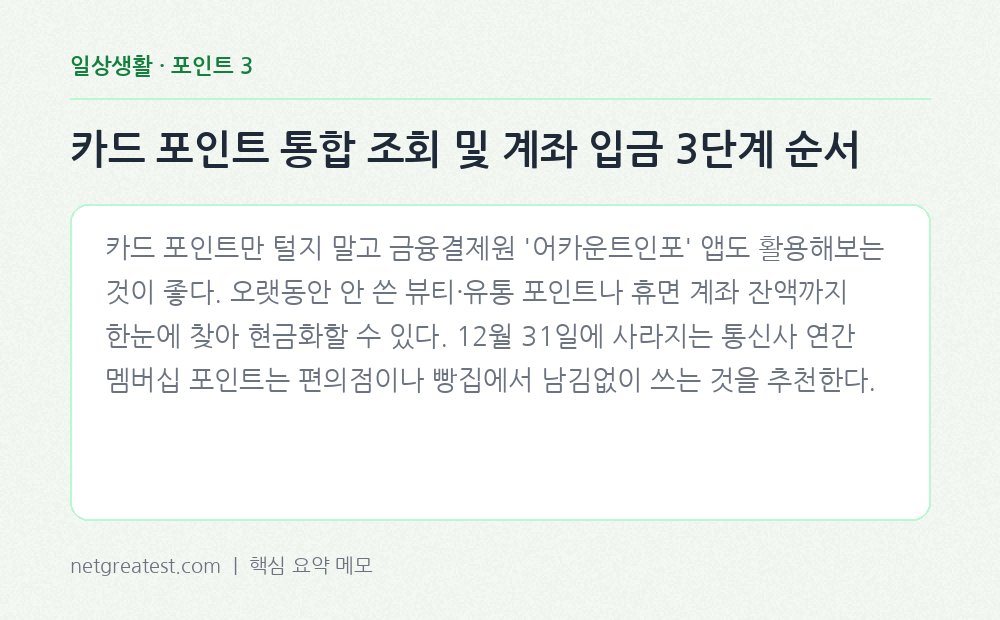 일상생활 · 포인트 3
카드 포인트 통합 조회 및 계좌 입금 3단계 순서
카드 포인트만 털지 말고 금융결제원 '어카운트인포' 앱도 활용해보는
것이 좋다. 오랫동안 안 쓴 뷰티·유통 포인트나 휴면 계좌 잔액까지
한눈에 찾아 현금화할 수 있다. 12월 31일에 사라지는 통신사 연간
멤버십 포인트는 편의점이나 빵집에서 남김없이 쓰는 것을 추천한다.
netgreatest.com | 핵심 요약 메모